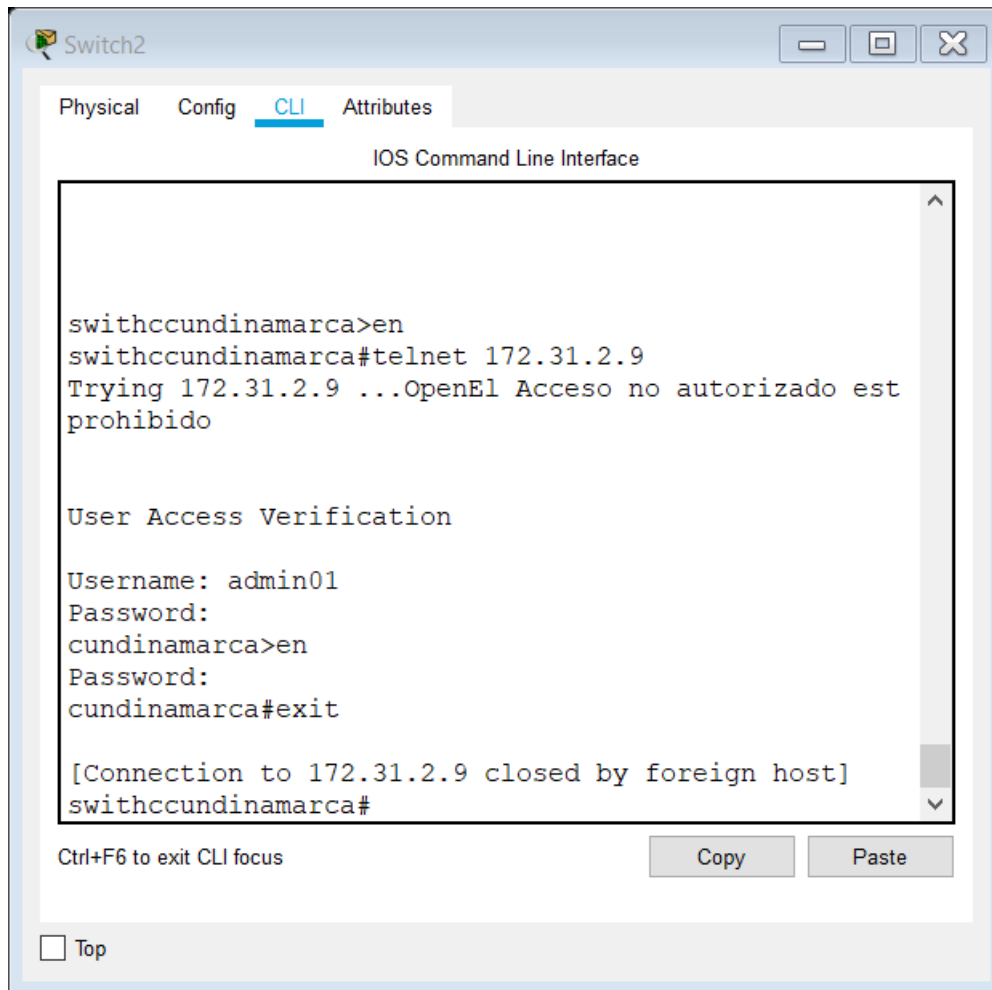 Switch2
Physical Config CLI Attributes
IOS Command Line Interface
swithccundinamarca>en
swithccundinamarca#telnet 172.31.2.9
Trying 172.31.2.9 ...OpenEl Acceso no autorizado est
prohibido
User Access Verification
Username: admin01
Password:
cundinamarca>en
Password:
cundinamarca#exit
[Connection to 172.31.2.9 closed by foreign host]
swithccundinamarca#
Ctrl+F6 to exit CLI focus Copy Paste
Top